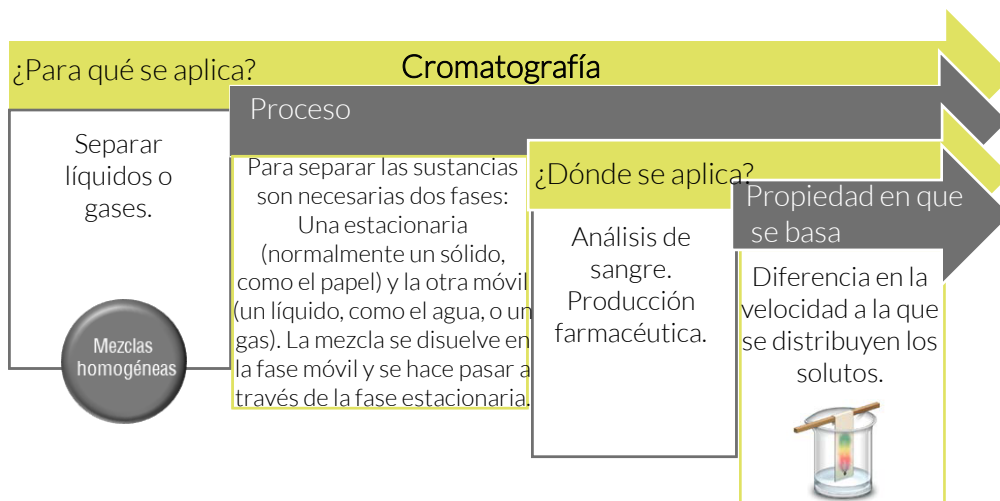 Cromatografía
¿Para qué se aplica?
Separar
líquidos o
gases.
Mezclas
homogéneas
Proceso
Para separar las sustancias
son necesarias dos fases:
Una estacionaria
(normalmente un sólido,
como el papel) y la otra móvil
(un líquido, como el agua, o un
gas). La mezcla se disuelve en
la fase móvil y se hace pasar a
través de la fase estacionaria.
¿Dónde se aplica?
Análisis de
sangre.
Producción
farmacéutica.
Propiedad en que
se basa
Diferencia en la
velocidad a la que
se distribuyen los
solutos.